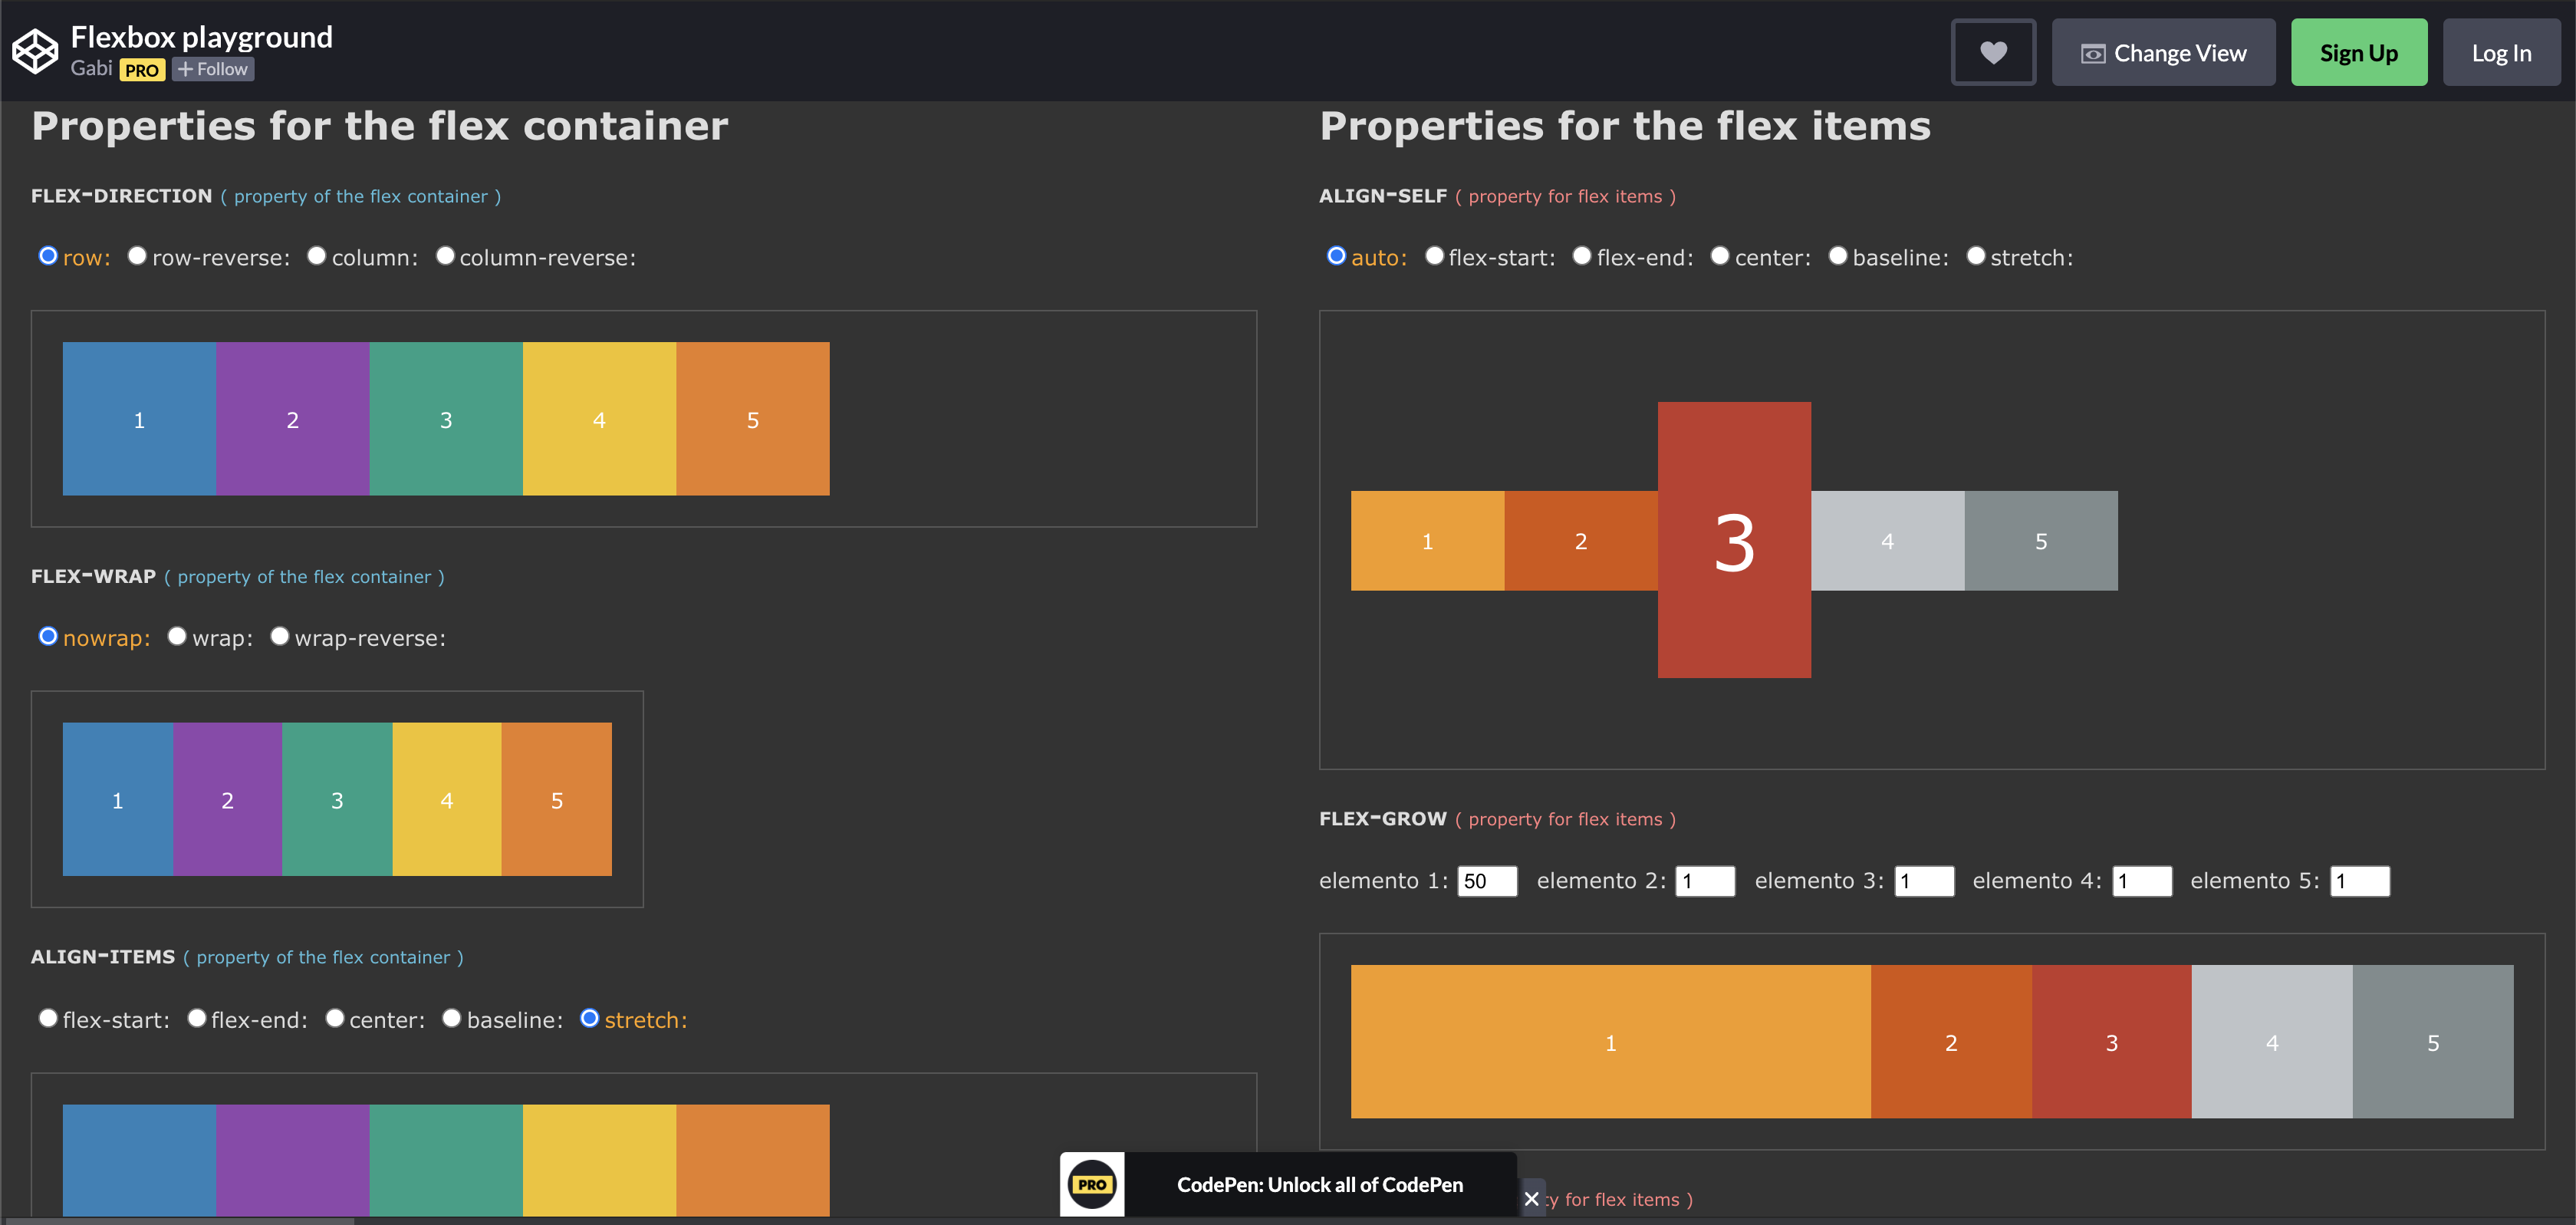 Flexbox playground
Gabi PRO + Follow
Change View
Sign Up
Log In
Properties for the flex container
FLEX-DIRECTION ( property of the flex container )
row: row-reverse: column: column-reverse:
1 2 3 4 5
FLEX-WRAP ( property of the flex container )
nowrap: wrap: wrap-reverse:
1 2 3 4 5
ALIGN-ITEMS ( property of the flex container )
flex-start: flex-end: center: baseline: stretch:
Properties for the flex items
ALIGN-SELF ( property for flex items )
auto: flex-start: flex-end: center: baseline: stretch:
1 2 3 4 5
FLEX-GROW ( property for flex items )
elemento 1: 50 elemento 2: 1 elemento 3: 1 elemento 4: 1 elemento 5: 1
1 2 3 4 5
for flex items )
PRO CodePen: Unlock all of CodePen